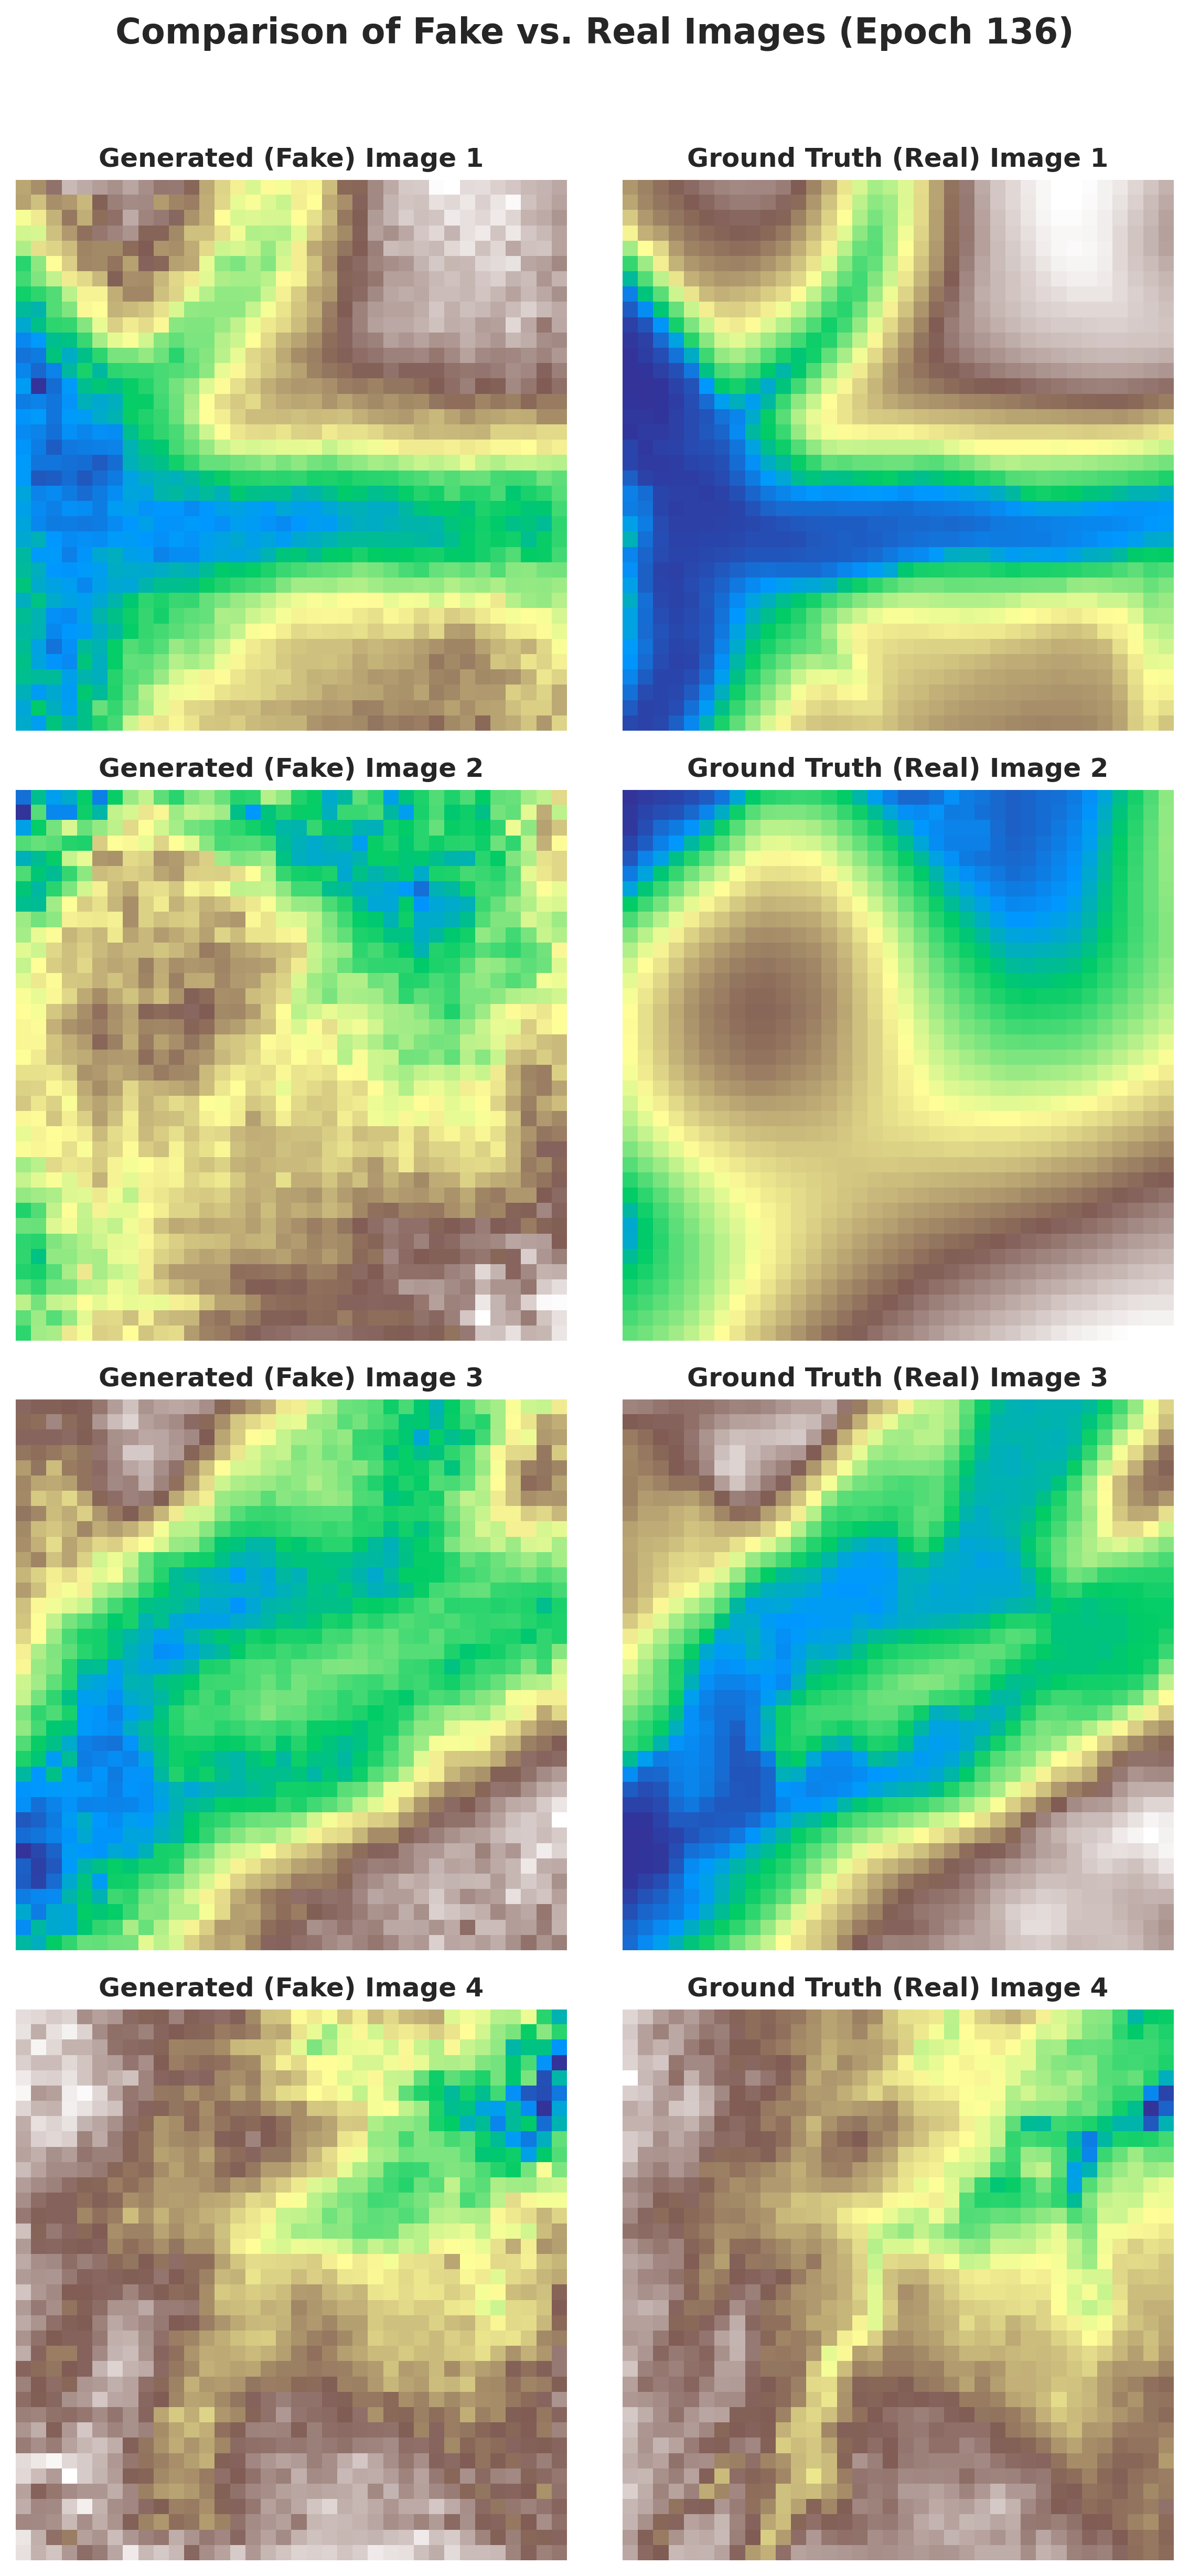 Comparison of Fake vs. Real Images (Epoch 136)
Generated (Fake) Image 1
Ground Truth (Real) Image 1
Generated (Fake) Image 2
Ground Truth (Real) Image 2
Generated (Fake) Image 3
Ground Truth (Real) Image 3
Generated (Fake) Image 4
Ground Truth (Real) Image 4